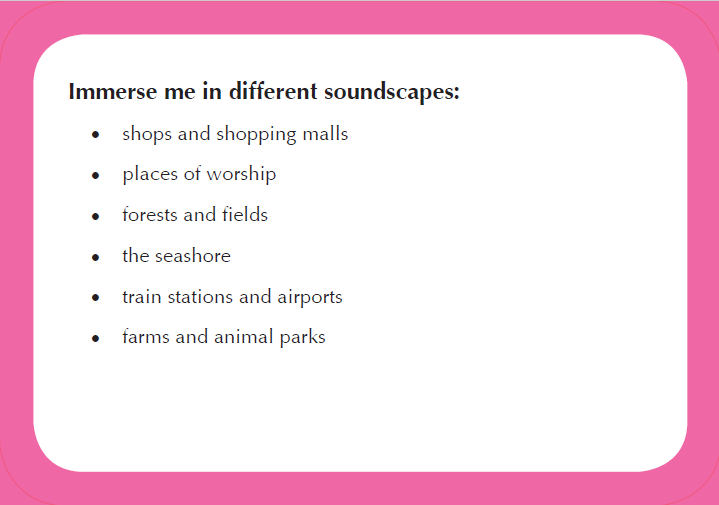 Immerse me in different soundscapes:
• shops and shopping malls
• places of worship
• forests and fields
• the seashore
• train stations and airports
• farms and animal parks